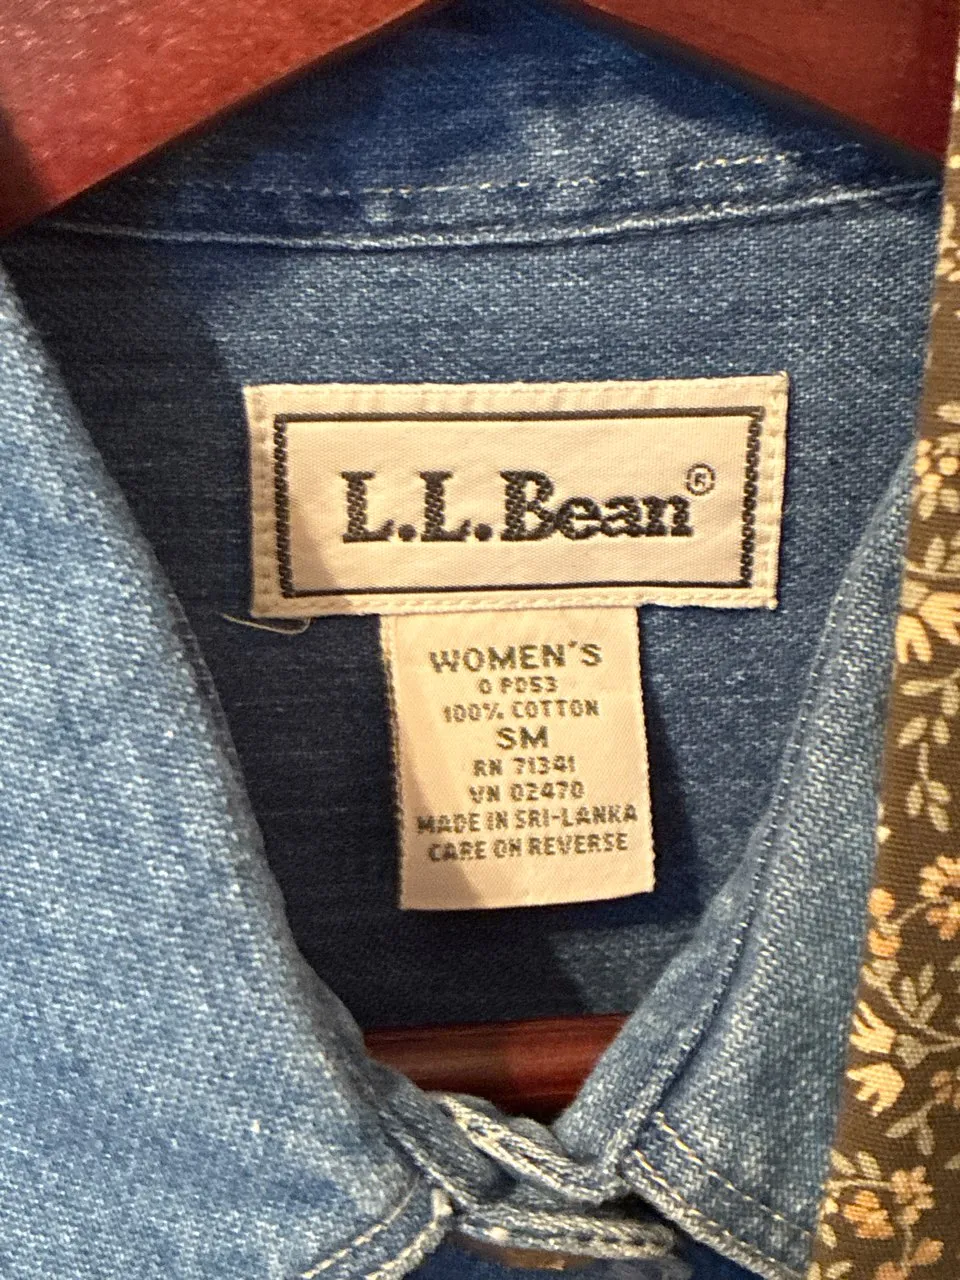 L.L.Bean®
WOMEN'S
0 PD53
100% COTTON
SM
RN 71341
VN 02470
MADE IN SRI-LANKA
CARE ON REVERSE